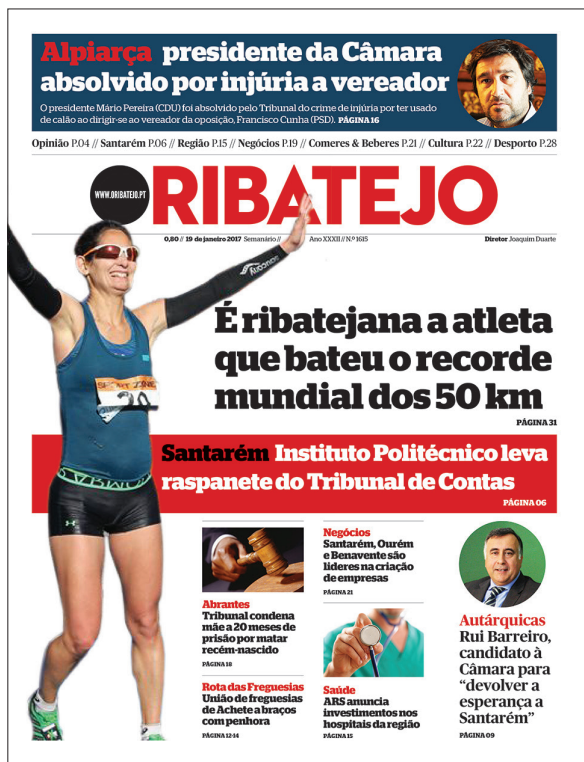 Alpiarça presidente da Câmara
absolvido por injúria a vereador
O presidente Mário Pereira (CDU) foi absolvido pelo Tribunal do crime de injúria por ter usado
de calão ao dirigir-se ao vereador da oposição, Francisco Cunha (PSD). PÁGINA 16
Opinião P.04 // Santarém P.06 // Região P.15 // Negócios P.19 // Comeres & Beberes P.21 // Cultura P.22 // Desporto P.28
WWW.ORIBATEJO.PT
RIBATEJO
0,80 // 19 de janeiro 2017 Semanário // Ano XXXII // N.º 1615
Diretor Joaquim Duarte
saucony
É ribatejana a atleta
que bateu o recorde
mundial dos 50 km
PÁGINA 31
SPORT ZONE
Santarém Instituto Politécnico leva
raspanete do Tribunal de Contas
PÁGINA 06
Abrantes
Tribunal condena
mãe a 20 meses de
prisão por matar
recém-nascido
PÁGINA 18
Rota das Freguesias
União de freguesias
de Achete a braços
com penhora
PÁGINA 12-14
Negócios
Santarém, Ourém
e Benavente são
lideres na criação
de empresas
PÁGINA 21
Saúde
ARS anuncia
investimentos nos
hospitais da região
PÁGINA 15
Autárquicas
Rui Barreiro,
candidato à
Câmara para
“devolver a
esperança a
Santarém”
PÁGINA 09